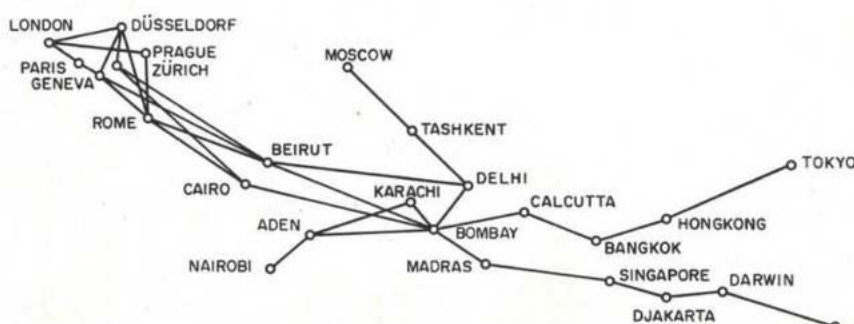 LONDON
DÜSSELDORF
PRAGUE
PARIS
ZÜRICH
GENEVA
MOSCOW
ROME
TASHKENT
BEIRUT
TOKYO
CAIRO
KARACHI
DELHI
CALCUTTA
ADEN
BOMBAY
HONGKONG
BANGKOK
NAIROBI
MADRAS
SINGAPORE
DARWIN
DJAKARTA